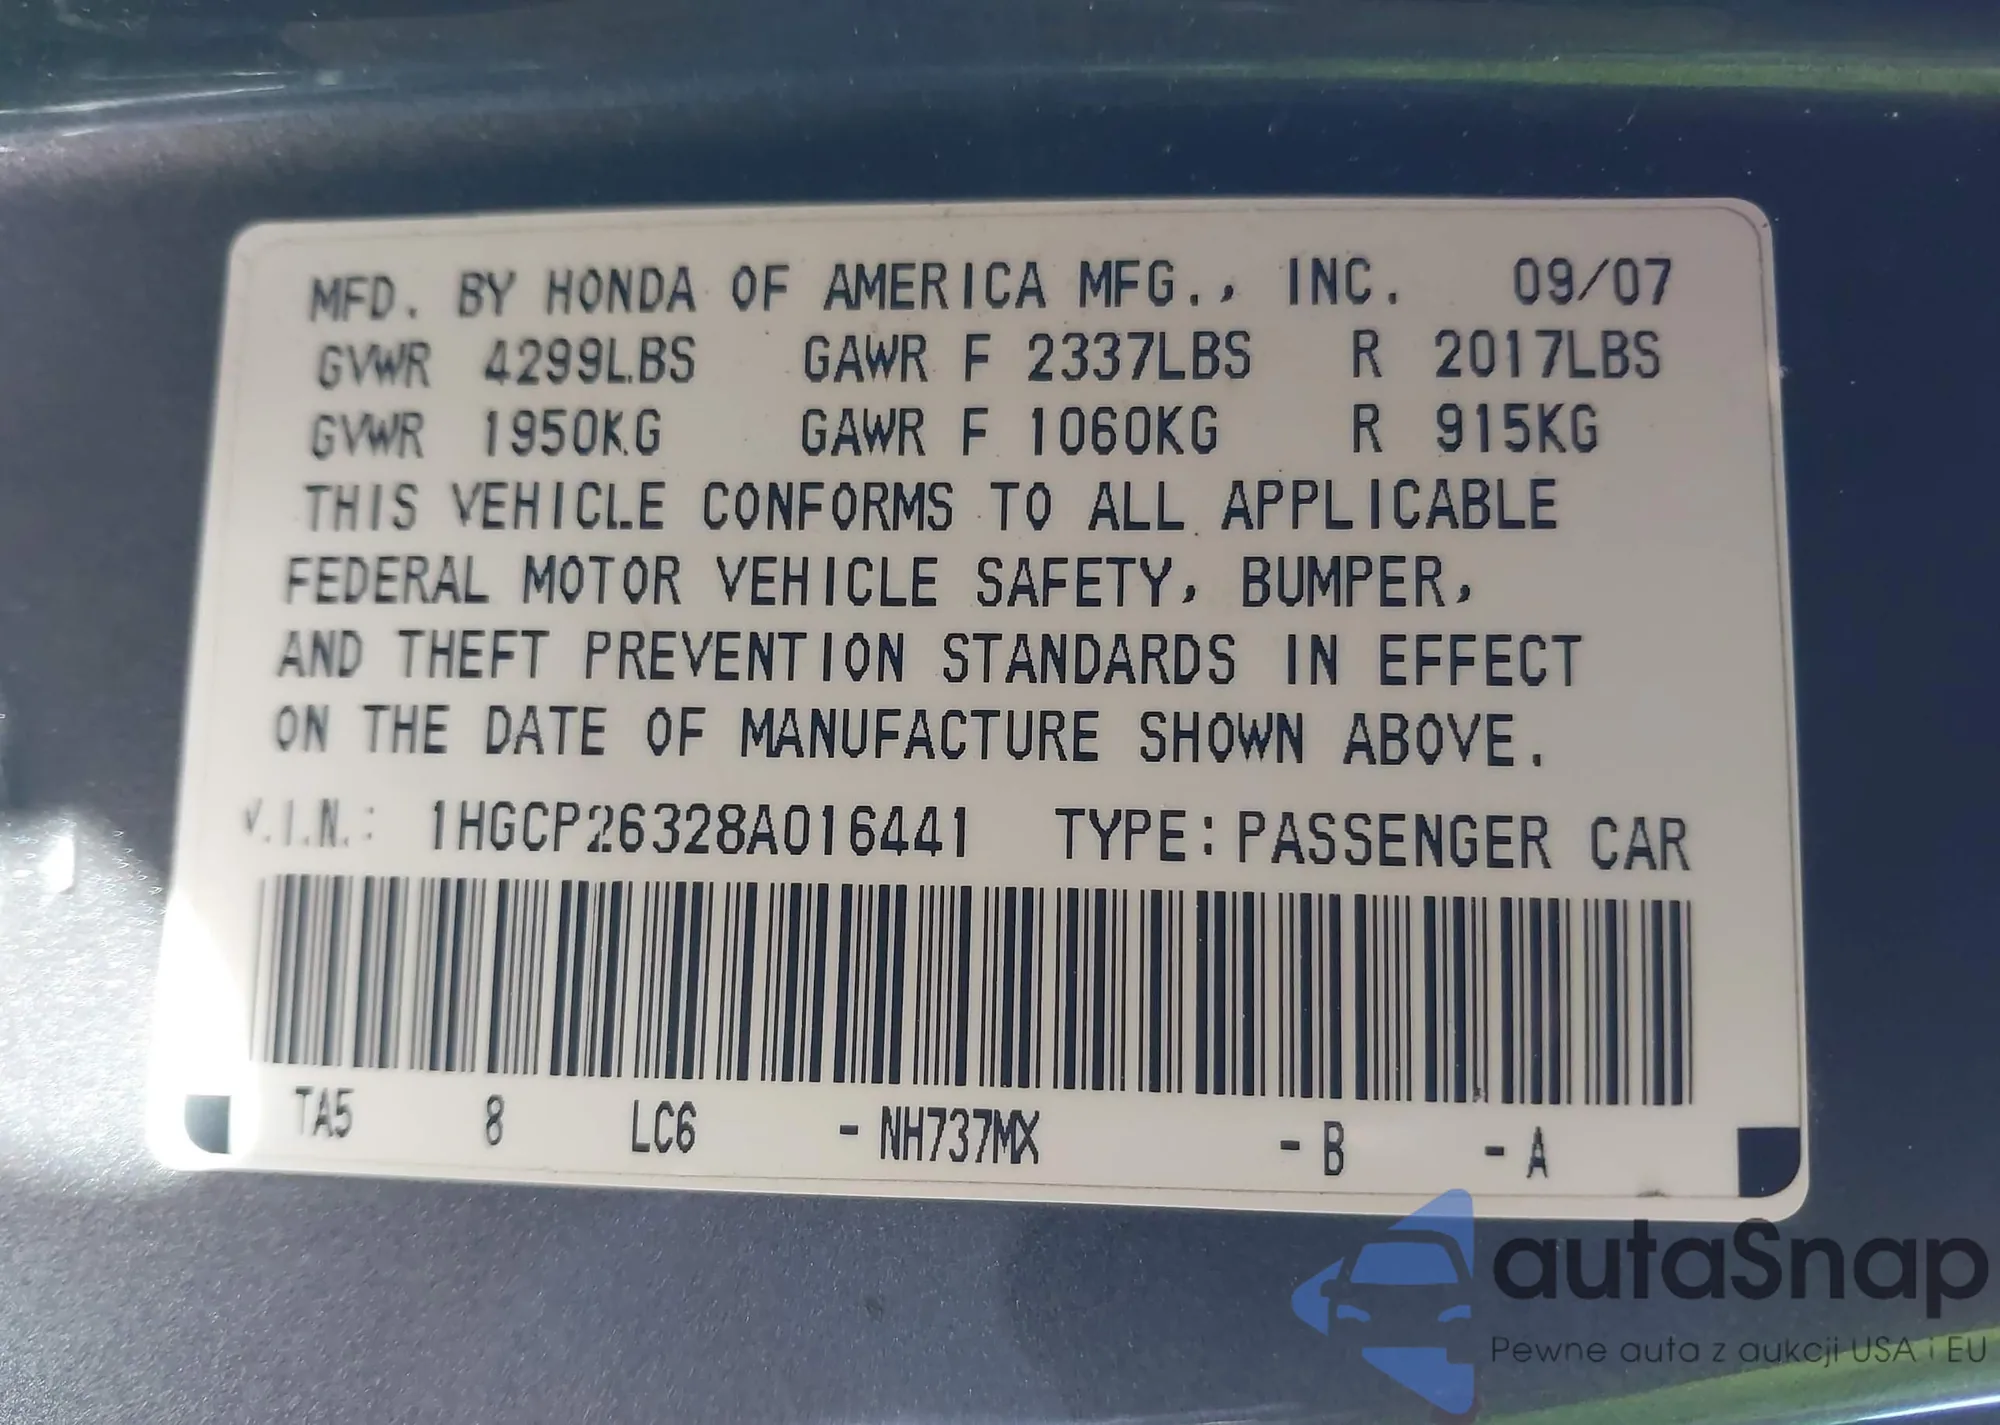 MFD. BY HONDA OF AMERICA MFG., INC. 09/07
GVWR 4299LBS GAWR F 2337LBS R 2017LBS
GVWR 1950KG GAWR F 1060KG R 915KG
THIS VEHICLE CONFORMS TO ALL APPLICABLE
FEDERAL MOTOR VEHICLE SAFETY, BUMPER,
AND THEFT PREVENTION STANDARDS IN EFFECT
ON THE DATE OF MANUFACTURE SHOWN ABOVE.
V.I.N.: 1HGCP26328A016441 TYPE: PASSENGER CAR
TA5 8 LC6 - NH737MX - B - A
autaSnap
Pewne auta z aukcji USA i EU